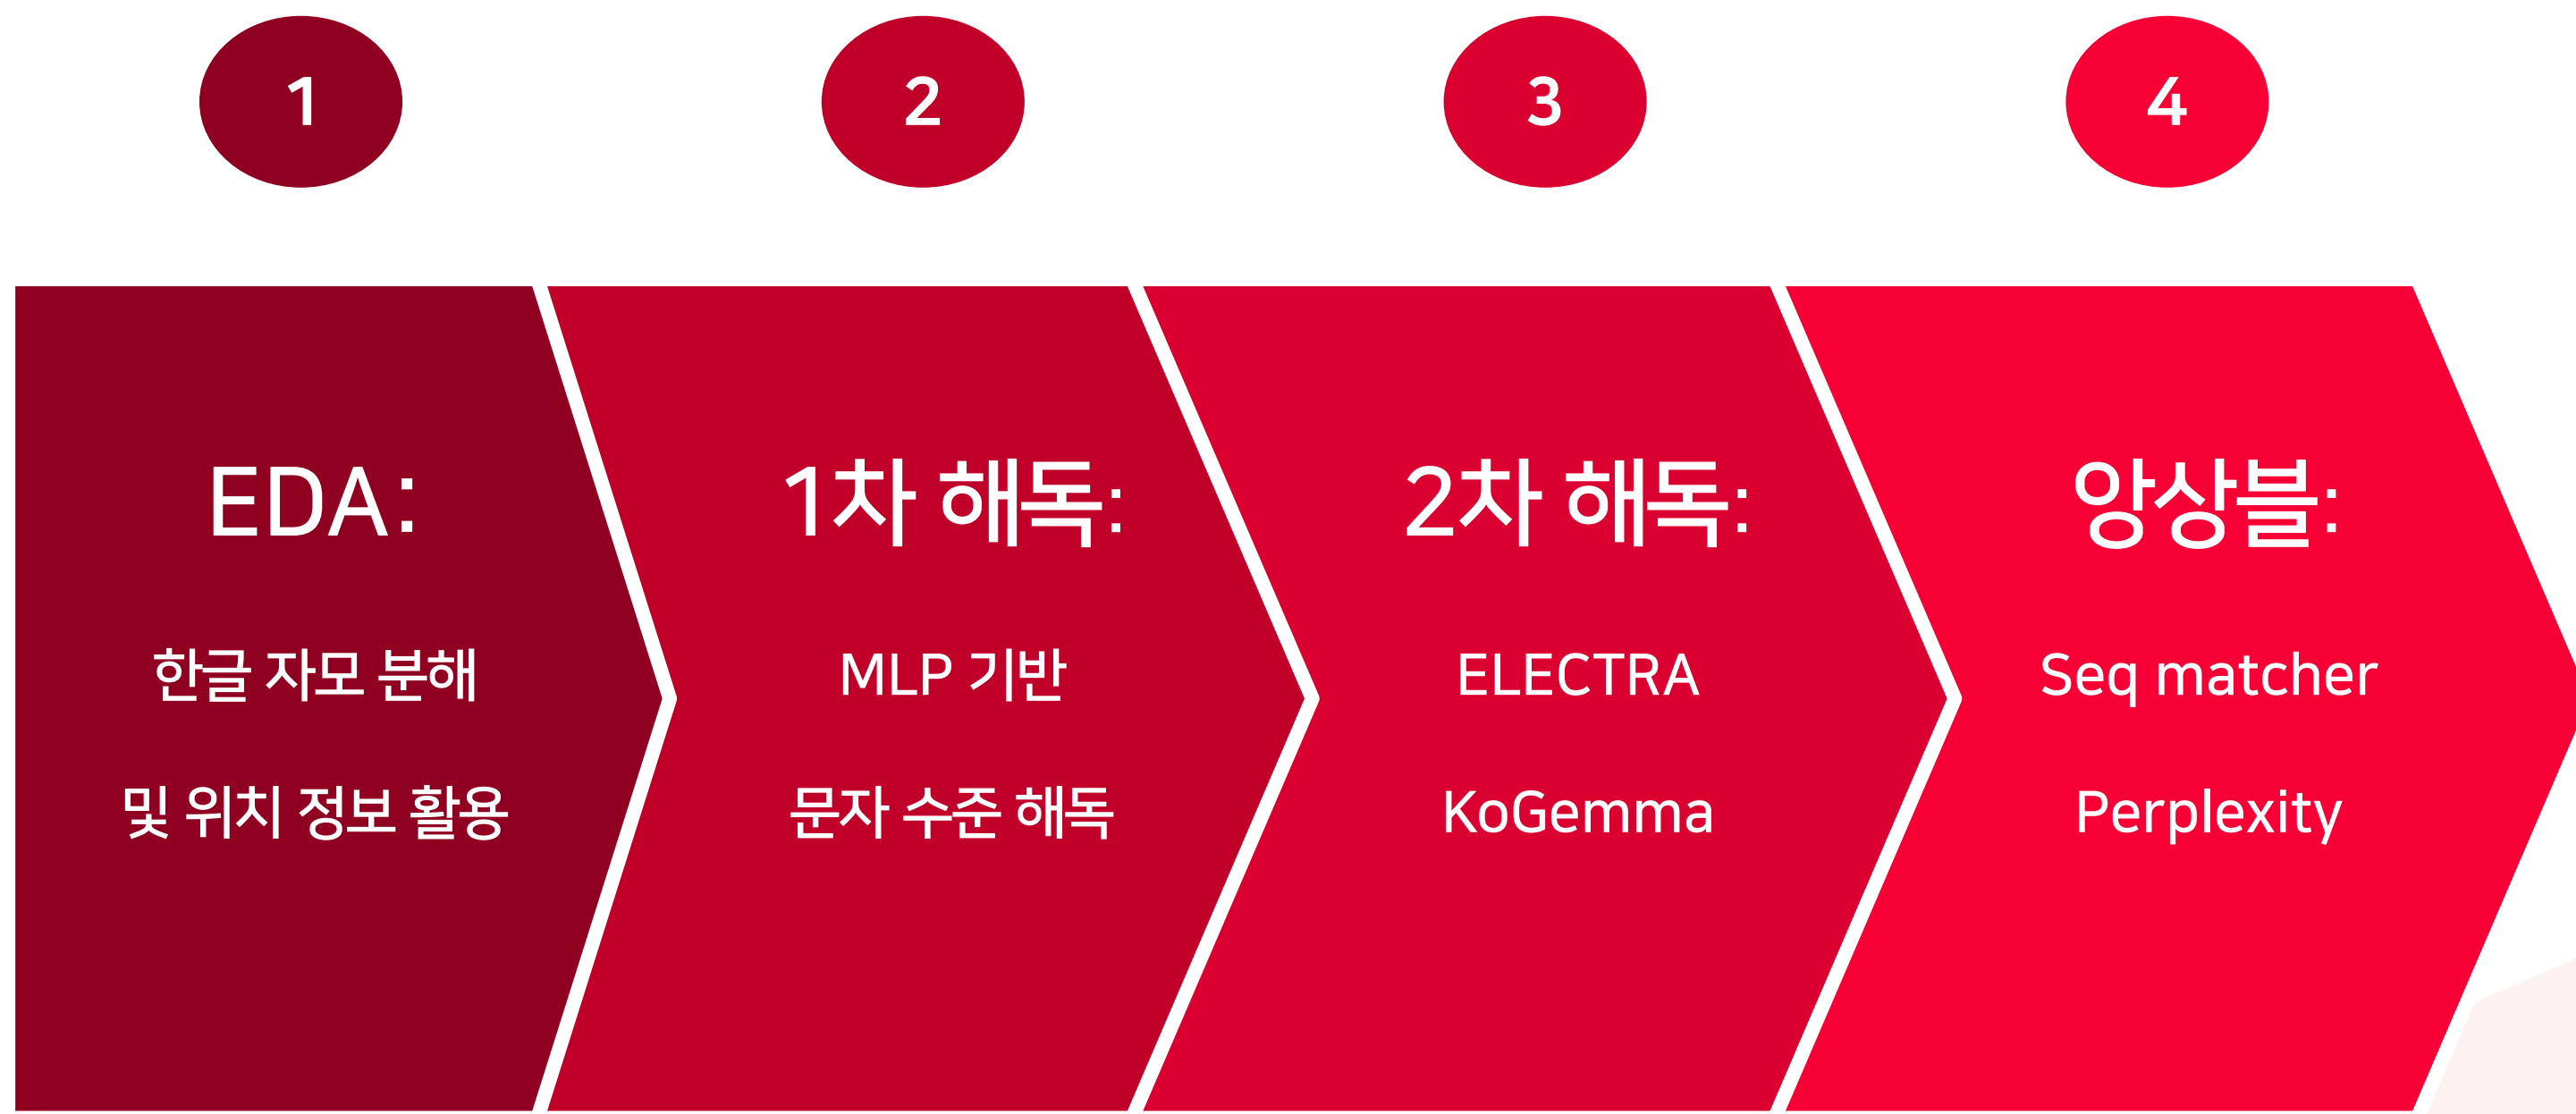 1
2
3
4
EDA:
한글 자모 분해
및 위치 정보 활용
1차 해독:
MLP 기반
문자 수준 해독
2차 해독:
ELECTRA
KoGemma
앙상블:
Seq matcher
Perplexity